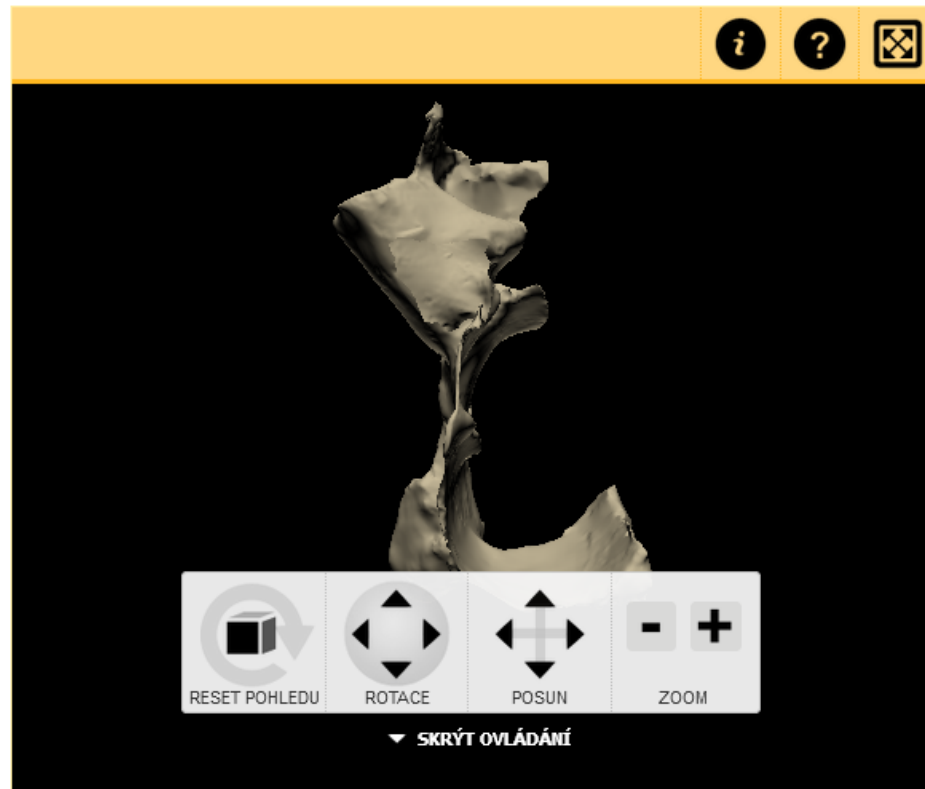 i ?
- +
RESET POHLEDU ROTACE POSUN ZOOM
SKRÝT OVLÁDÁNÍ